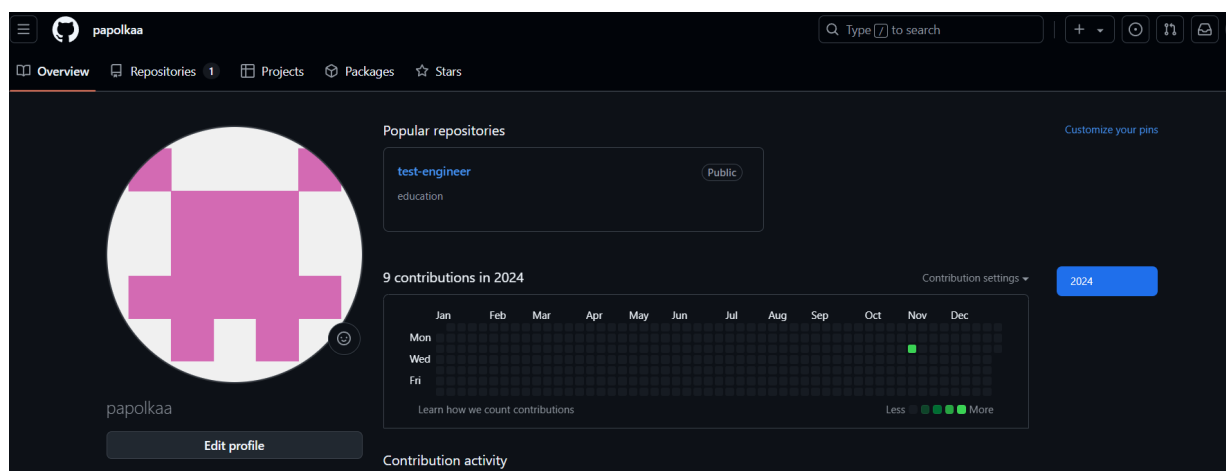 papolkaa
Type / to search
Overview
Repositories 1
Projects
Packages
Stars
Popular repositories
Customize your pins
test-engineer
Public
education
9 contributions in 2024
Contribution settings
2024
Jan Feb Mar Apr May Jun Jul Aug Sep Oct Nov Dec
Mon
Wed
Fri
Learn how we count contributions
Less
More
papolkaa
Edit profile
Contribution activity